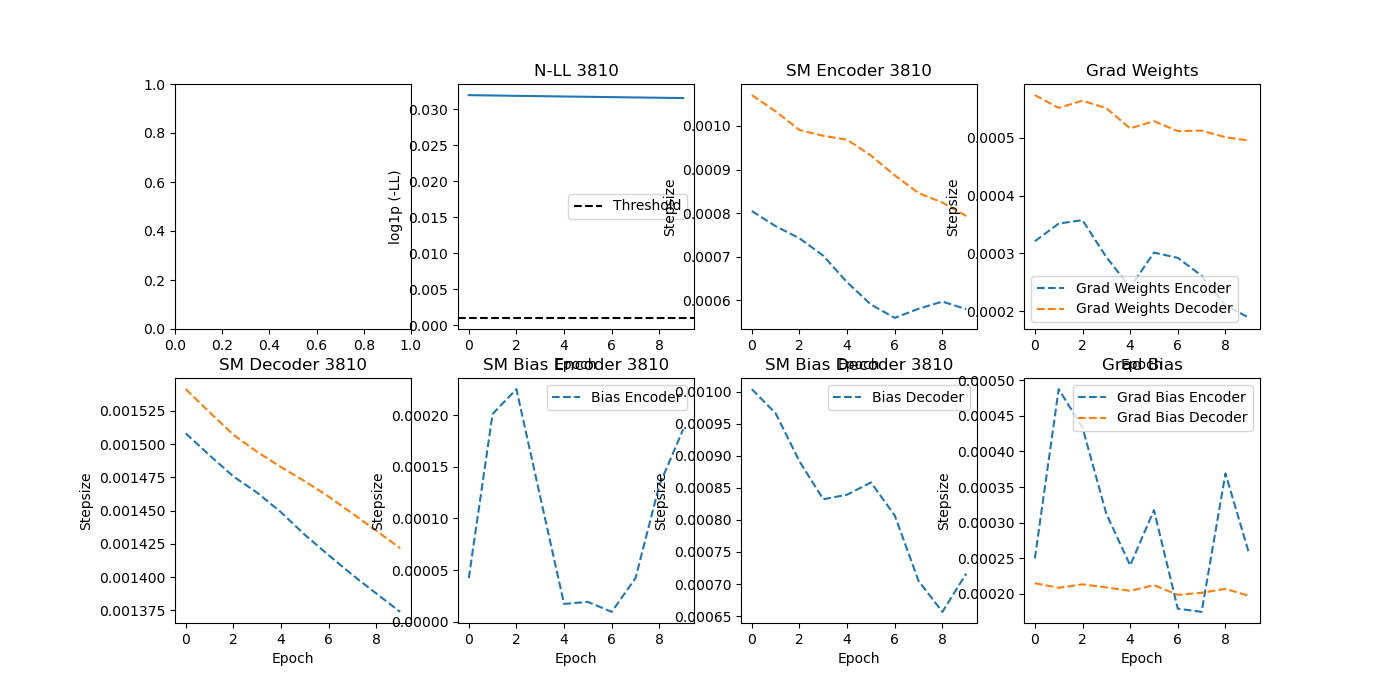 N-LL 3810
SM Encoder 3810
Grad Weights
1.0
0.8
0.6
0.4
0.2
0.0
0.0 0.2 0.4 0.6 0.8 1.0
log1p (-LL)
0.030
0.025
0.020
0.015
0.010
0.005
0.000
Threshold
0 2 4 6 8
Epoch
Stepsize
0.0010
0.0009
0.0008
0.0007
0.0006
0 2 4 6 8
Epoch
Stepsize
0.0005
0.0004
0.0003
0.0002
Grad Weights Encoder
Grad Weights Decoder
0 2 4 6 8
Epoch
SM Decoder 3810
SM Bias Encoder 3810
SM Bias Decoder 3810
Grad Bias
Stepsize
0.001525
0.001500
0.001475
0.001450
0.001425
0.001400
0.001375
0 2 4 6 8
Epoch
Stepsize
0.00020
0.00015
0.00010
0.00005
0.00000
Bias Encoder
0 2 4 6 8
Epoch
Stepsize
0.00100
0.00095
0.00090
0.00085
0.00080
0.00075
0.00070
0.00065
Bias Decoder
0 2 4 6 8
Epoch
Stepsize
0.00050
0.00045
0.00040
0.00035
0.00030
0.00025
0.00020
Grad Bias Encoder
Grad Bias Decoder
0 2 4 6 8
Epoch